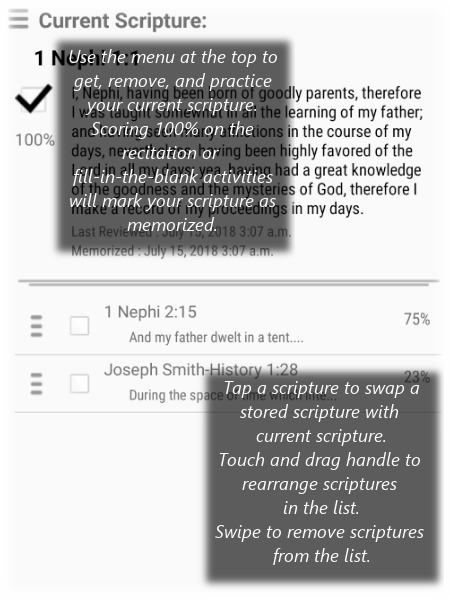 Current Scripture:
1 Nephi 1:1
Use the menu at the top to
get, remove, and practice
your current scripture.
Scoring 100% on the
recitation or
fill-in-the-blank activities
will mark your scripture as
memorized.
100%
I, Nephi, having been born of goodly parents, therefore
I was taught somewhat in all the learning of my father;
and having seen many afflictions in the course of my
days, nevertheless, having been highly favored of the
Lord in all my days; yea, having had a great knowledge
of the goodness and the mysteries of God, therefore I
make a record of my proceedings in my days.
Last Reviewed : July 15, 2018 3:07 a.m.
Memorized : July 15, 2018 3:07 a.m.
1 Nephi 2:15
75%
And my father dwelt in a tent....
Joseph Smith-History 1:28
23%
During the space of time which inte...
Tap a scripture to swap a
stored scripture with
current scripture.
Touch and drag handle to
rearrange scriptures
in the list.
Swipe to remove scriptures
from the list.